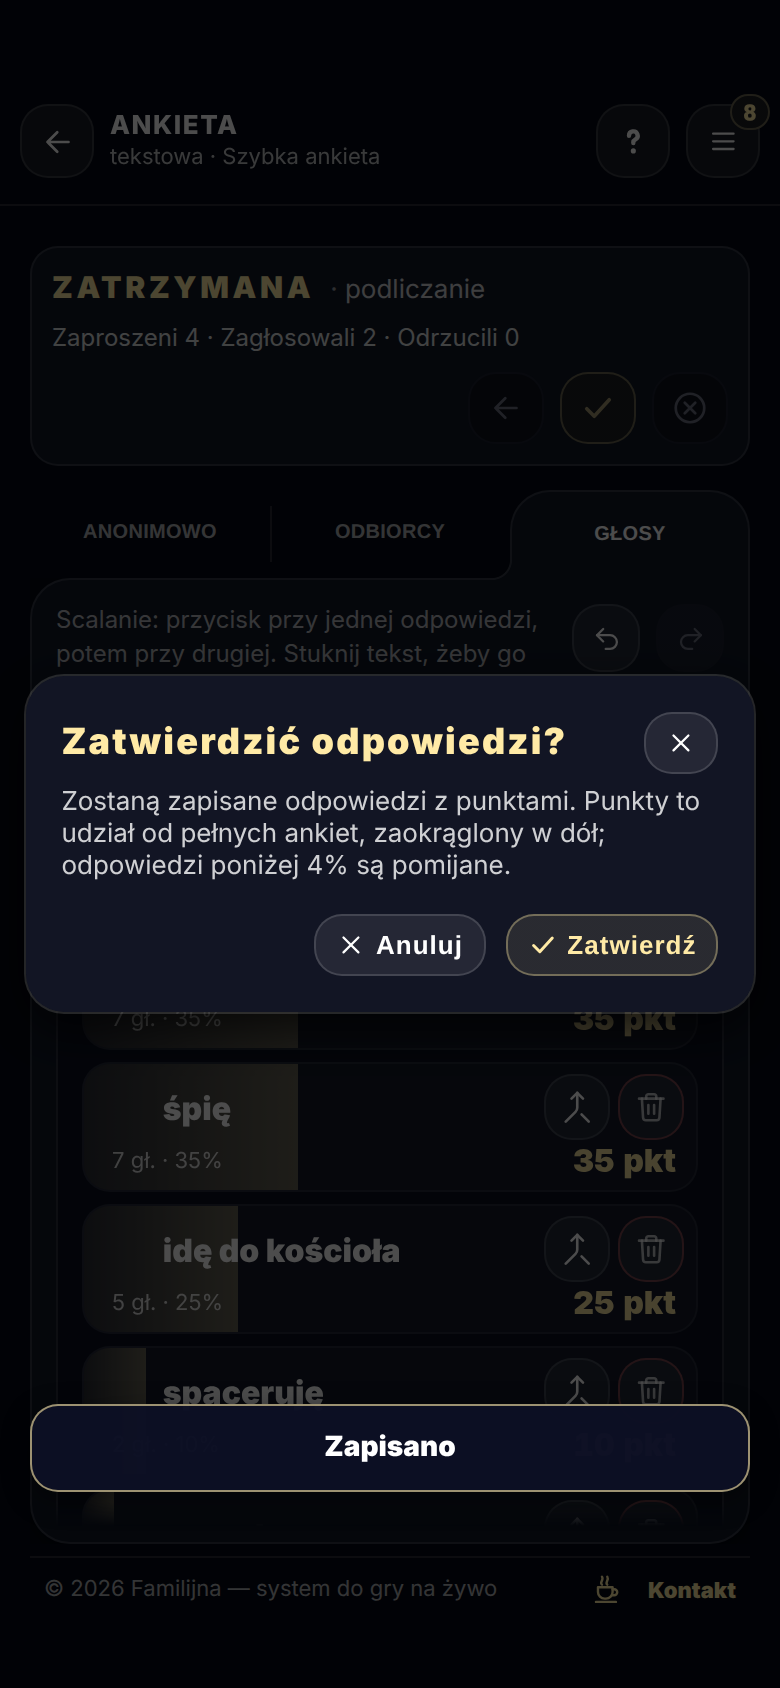 ANKIETA
tekstowa · Szybka ankieta
?
8
ZATRZYMANA · podliczanie
Zaproszeni 4 · Zagłosowali 2 · Odrzucili 0
ANONIMOWO
ODBIORCY
GŁOSY
Scalanie: przycisk przy jednej odpowiedzi,
potem przy drugiej. Stuknij tekst, żeby go
Zatwierdzić odpowiedzi?
Zostaną zapisane odpowiedzi z punktami. Punkty to
udział od pełnych ankiet, zaokrąglony w dół;
odpowiedzi poniżej 4% są pomijane.
Anuluj
Zatwierdź
7 gł. · 35%
35 pkt
śpię
7 gł. · 35%
35 pkt
idę do kościoła
5 gł. · 25%
25 pkt
spaceruję
10 pkt
Zapisano
© 2026 Familijna — system do gry na żywo
Kontakt